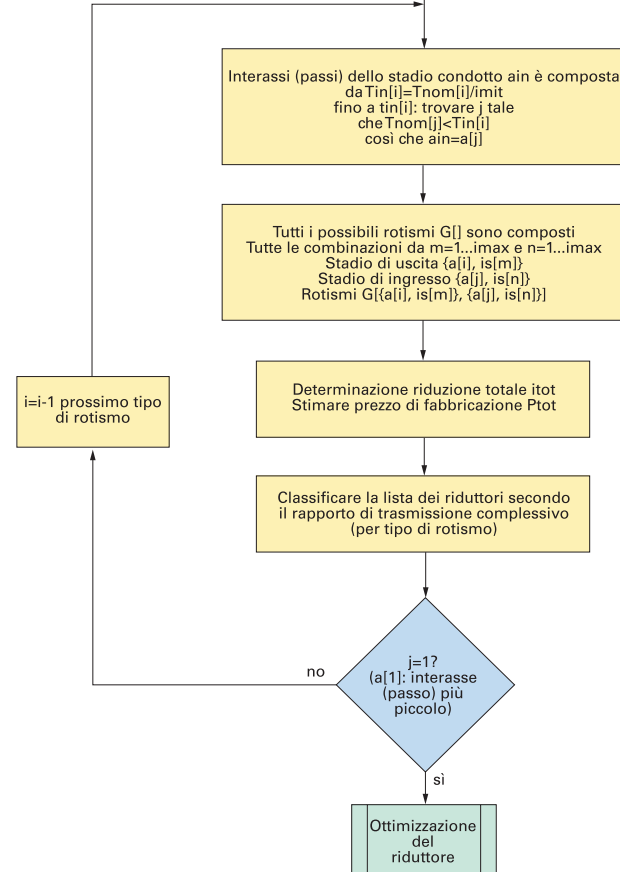 Interassi (passi) dello stadio condotto ain è composta
da Tin[i]=Tnom[i]/imit
fino a tin[i]: trovare j tale
che Tnom[j]<Tin[i]
così che ain=a[j]
Tutti i possibili rotismi G[] sono composti
Tutte le combinazioni da m=1...imax e n=1...imax
Stadio di uscita {a[i], is[m]}
Stadio di ingresso {a[j], is[n]}
Rotismi G[{a[i], is[m]}, {a[j], is[n]}]
Determinazione riduzione totale itot
Stimare prezzo di fabbricazione Ptot
i=i-1 prossimo tipo
di rotismo
Classificare la lista dei riduttori secondo
il rapporto di trasmissione complessivo
(per tipo di rotismo)
j=1?
(a[1]: interasse
(passo) più
piccolo)
no
sì
Ottimizzazione
del
riduttore